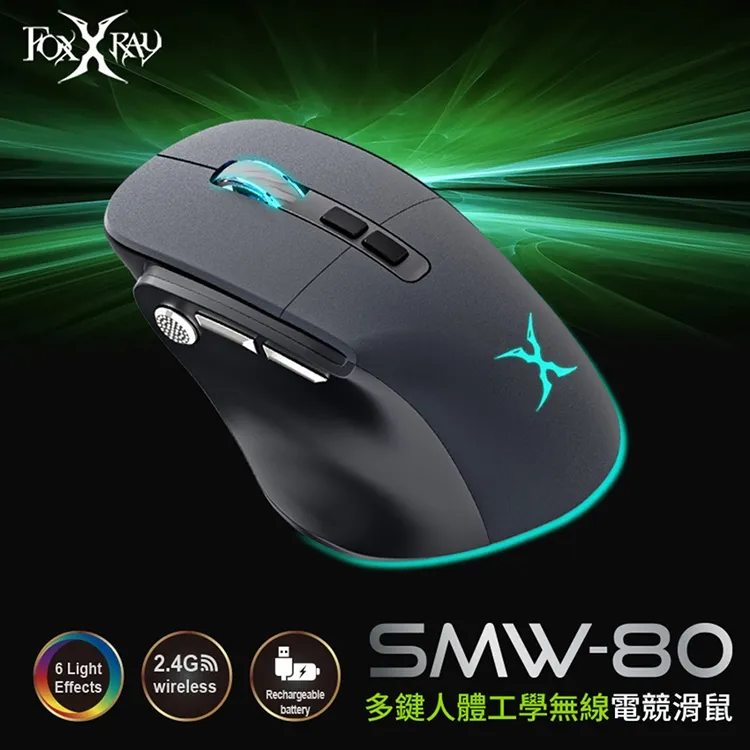 FOXXRAY
6 Light
Effects
2.4G
wireless
Rechargeable
battery
SMW-80
多鍵人體工學無線電競滑鼠